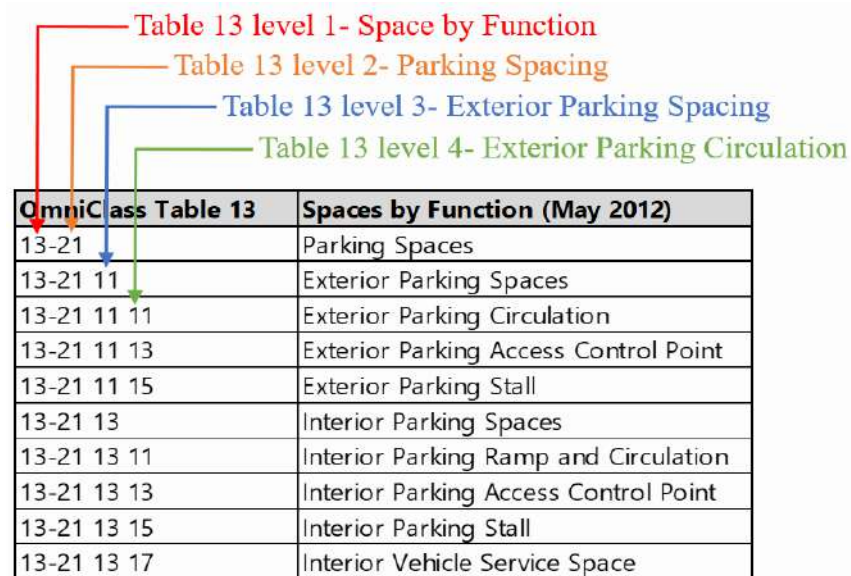 Table 13 level 1- Space by Function
Table 13 level 2- Parking Spacing
Table 13 level 3- Exterior Parking Spacing
Table 13 level 4- Exterior Parking Circulation
OmniClass Table 13 Spaces by Function (May 2012)
13-21 Parking Spaces
13-21 11 Exterior Parking Spaces
13-21 11 11 Exterior Parking Circulation
13-21 11 13 Exterior Parking Access Control Point
13-21 11 15 Exterior Parking Stall
13-21 13 Interior Parking Spaces
13-21 13 11 Interior Parking Ramp and Circulation
13-21 13 13 Interior Parking Access Control Point
13-21 13 15 Interior Parking Stall
13-21 13 17 Interior Vehicle Service Space